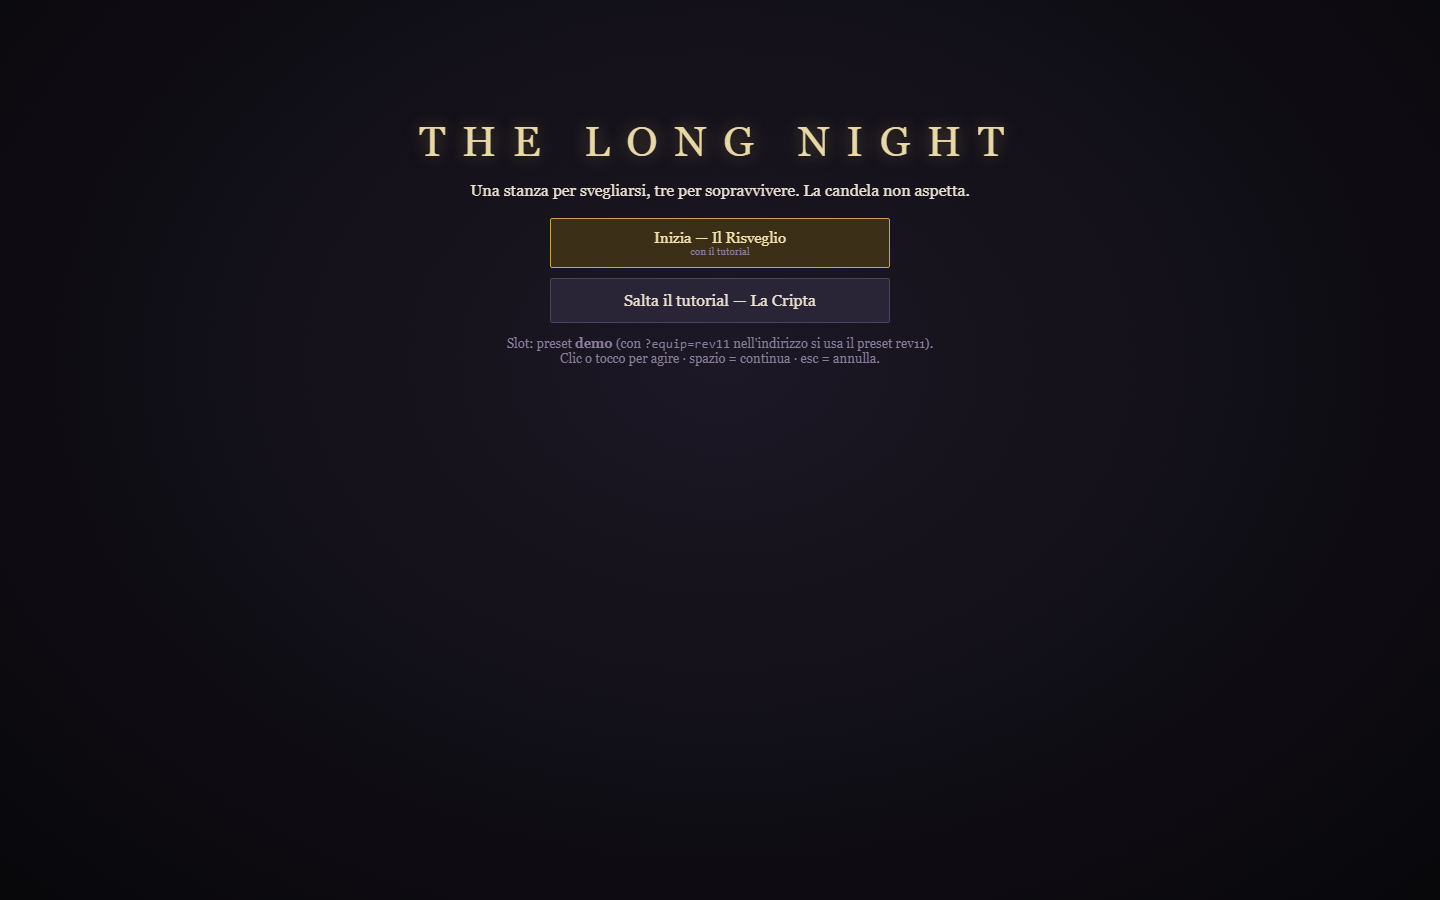 THE LONG NIGHT
Una stanza per svegliarsi, tre per sopravvivere. La candela non aspetta.
Inizia — Il Risveglio
con il tutorial
Salta il tutorial — La Cripta
Slot: preset demo (con ?equip=rev11 nell'indirizzo si usa il preset rev11).
Clic o tocco per agire · spazio = continua · esc = annulla.